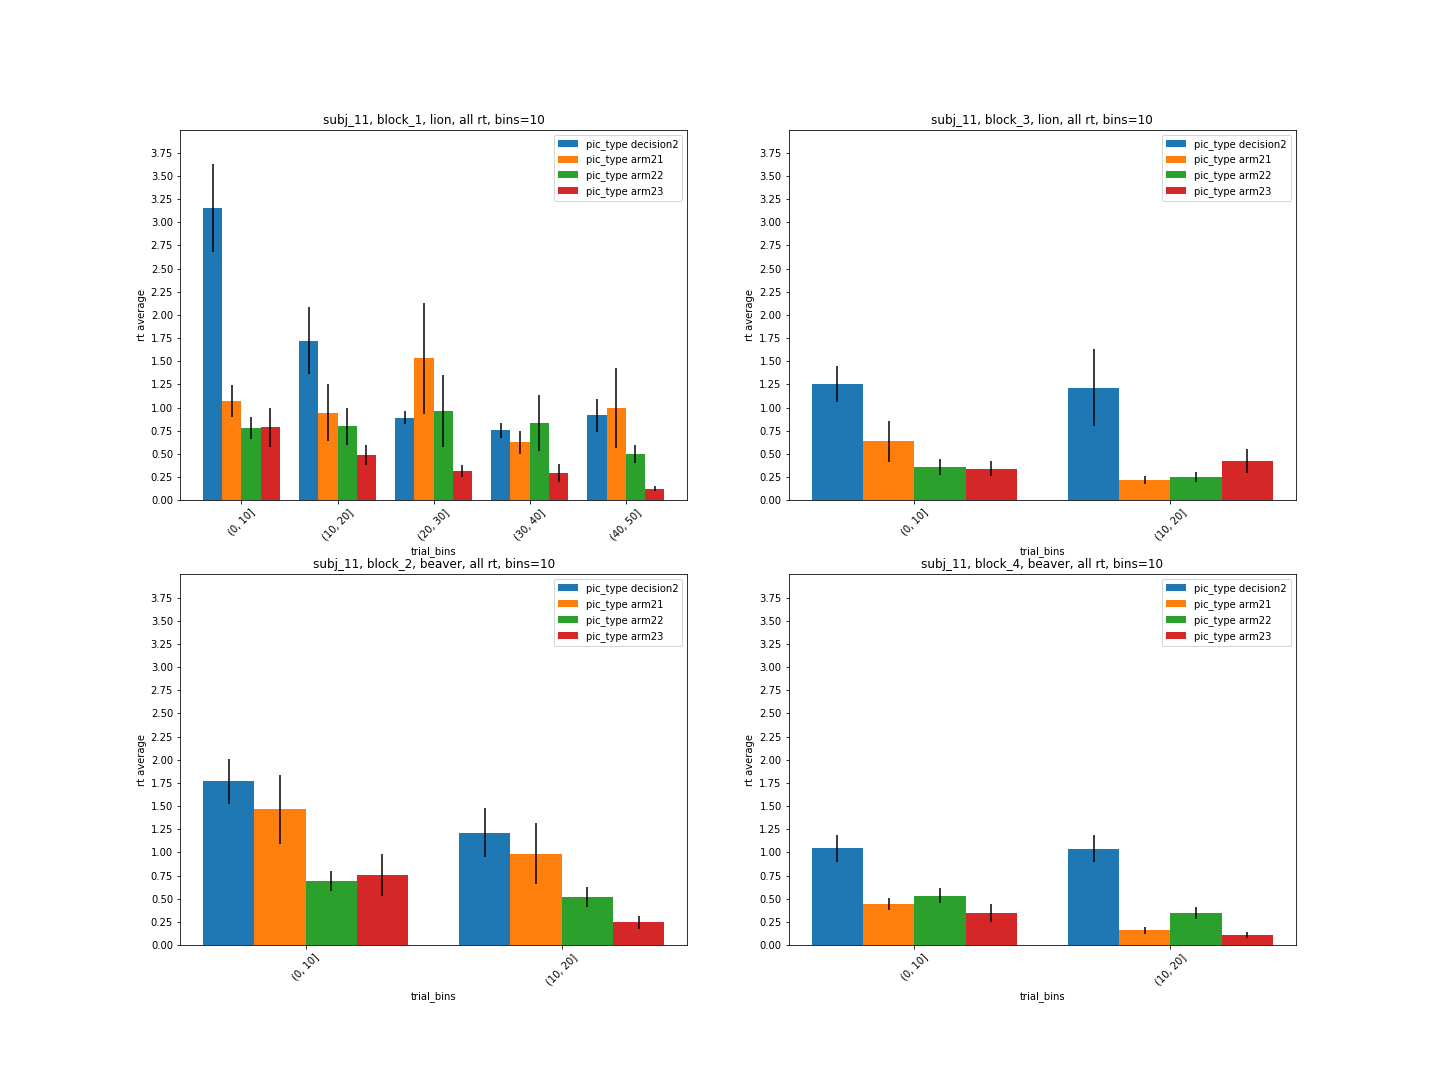 subj_11, block_1, lion, all rt, bins=10
pic_type decision2
pic_type arm21
pic_type arm22
pic_type arm23
3.75
3.50
3.25
3.00
2.75
2.50
2.25
2.00
1.75
1.50
1.25
1.00
0.75
0.50
0.25
0.00
rt average
(0, 10]
(10, 20]
(20, 30]
(30, 40]
(40, 50]
trial_bins
subj_11, block_3, lion, all rt, bins=10
pic_type decision2
pic_type arm21
pic_type arm22
pic_type arm23
3.75
3.50
3.25
3.00
2.75
2.50
2.25
2.00
1.75
1.50
1.25
1.00
0.75
0.50
0.25
0.00
rt average
(0, 10]
(10, 20]
trial_bins
subj_11, block_2, beaver, all rt, bins=10
pic_type decision2
pic_type arm21
pic_type arm22
pic_type arm23
3.75
3.50
3.25
3.00
2.75
2.50
2.25
2.00
1.75
1.50
1.25
1.00
0.75
0.50
0.25
0.00
rt average
(0, 10]
(10, 20]
trial_bins
subj_11, block_4, beaver, all rt, bins=10
pic_type decision2
pic_type arm21
pic_type arm22
pic_type arm23
3.75
3.50
3.25
3.00
2.75
2.50
2.25
2.00
1.75
1.50
1.25
1.00
0.75
0.50
0.25
0.00
rt average
(0, 10]
(10, 20]
trial_bins